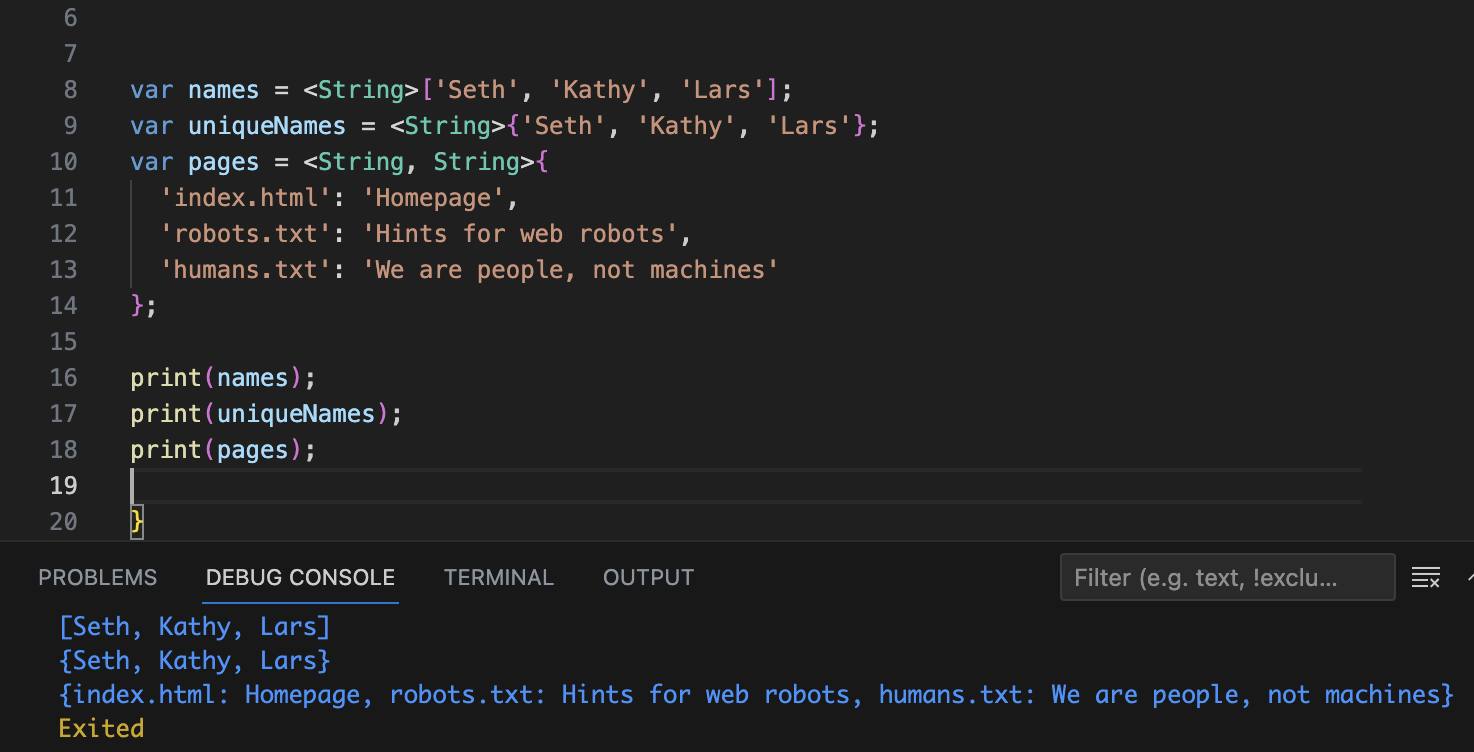 6
7
8 var names = <String>['Seth', 'Kathy', 'Lars'];
9 var uniqueNames = <String>{'Seth', 'Kathy', 'Lars'};
10 var pages = <String, String>{
11 'index.html': 'Homepage',
12 'robots.txt': 'Hints for web robots',
13 'humans.txt': 'We are people, not machines'
14 };
15
16 print(names);
17 print(uniqueNames);
18 print(pages);
19
20 }
PROBLEMS DEBUG CONSOLE TERMINAL OUTPUT Filter (e.g. text, !exclu...
[Seth, Kathy, Lars]
{Seth, Kathy, Lars}
{index.html: Homepage, robots.txt: Hints for web robots, humans.txt: We are people, not machines}
Exited